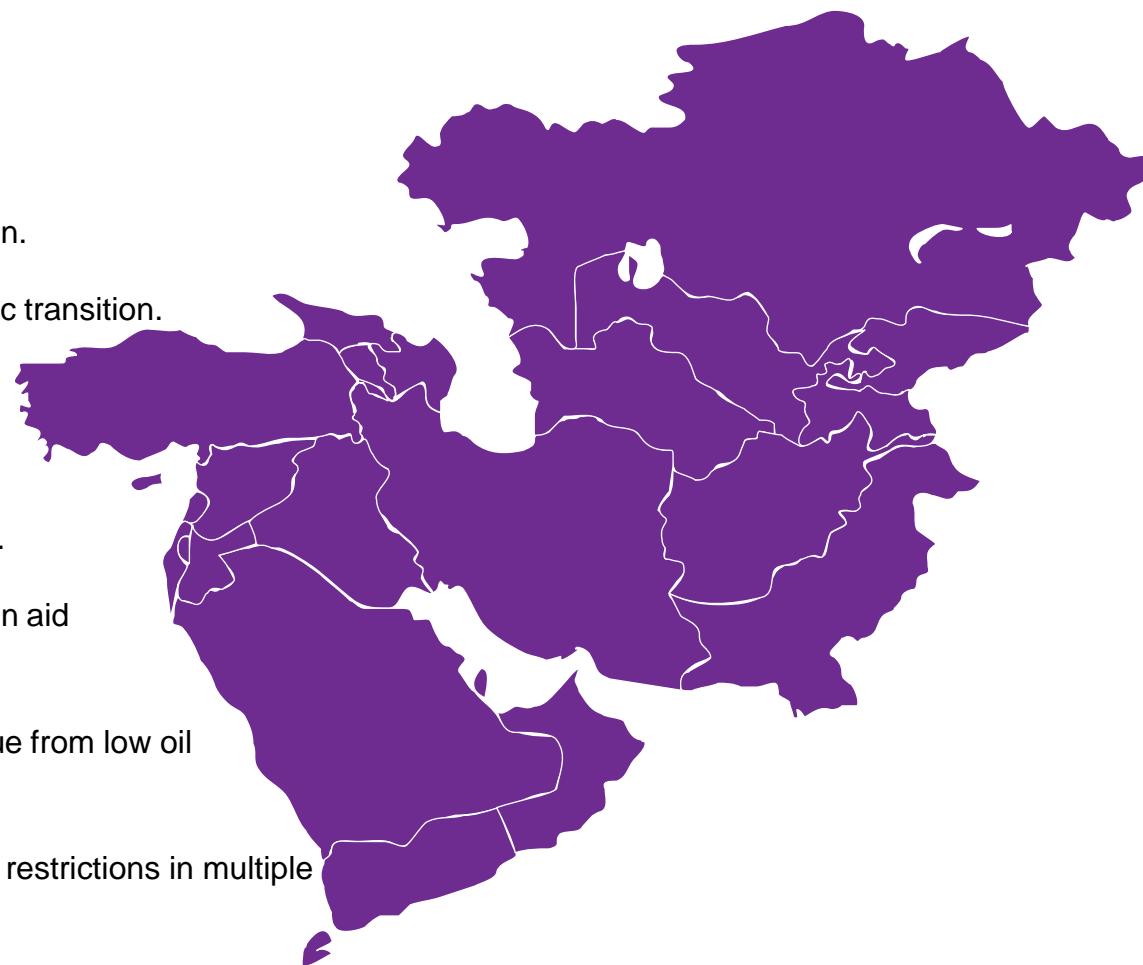 n.
c transition.
.
n aid
ue from low oil
restrictions in multiple